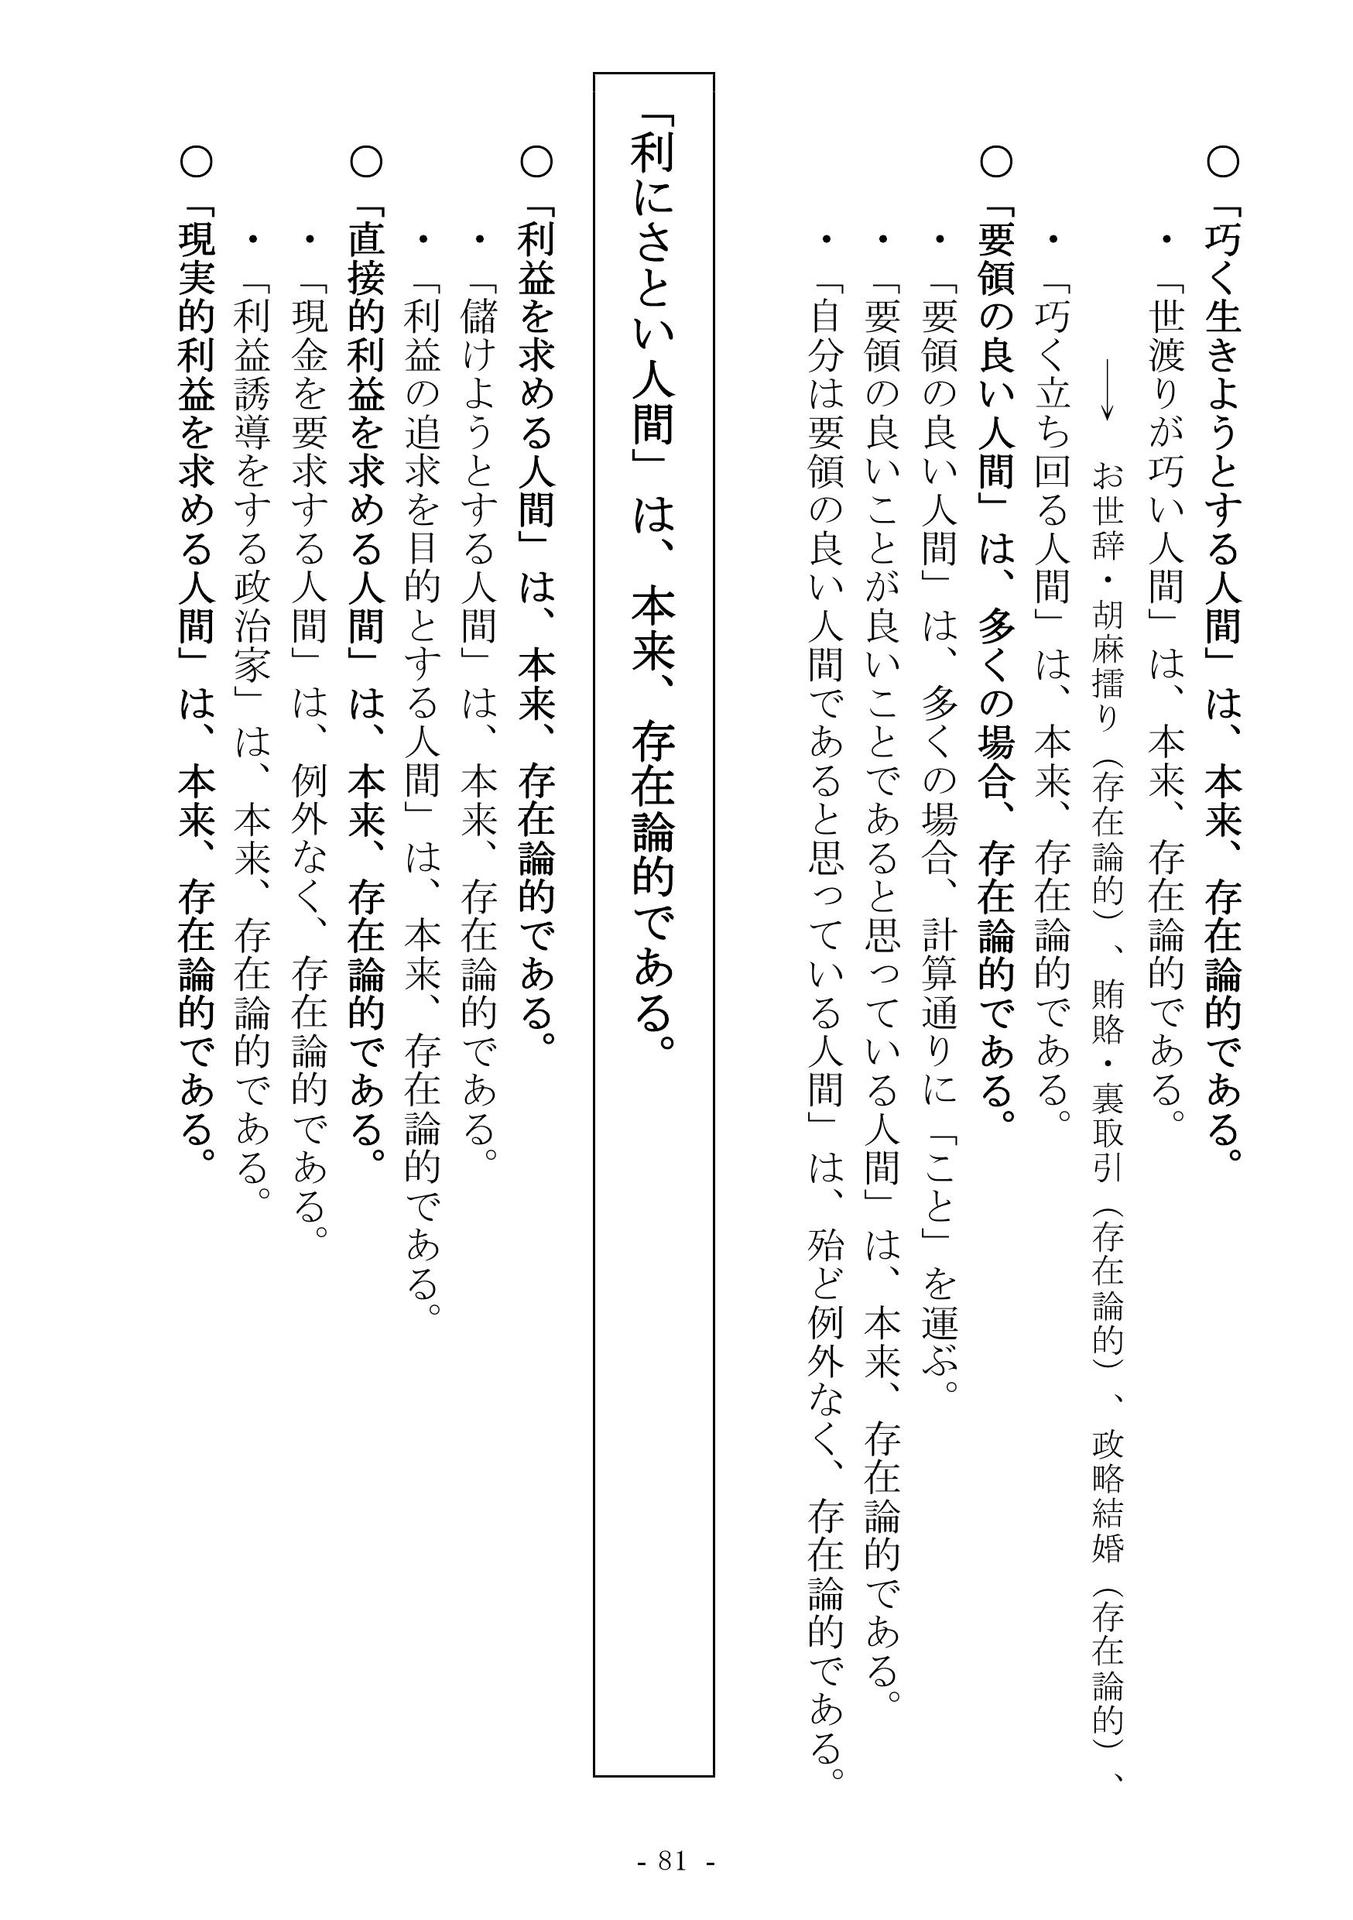 ○「巧く生きようとする人間」は、本来、存在論的である。
・「世渡りが巧い人間」は、本来、存在論的である。
→ お世辞・胡麻擂り（存在論的）、賄賂・裏取引（存在論的）、政略結婚（存在論的）、
・「巧く立ち回る人間」は、本来、存在論的である。
○「要領の良い人間」は、多くの場合、存在論的である。
・「要領の良い人間」は、多くの場合、計算通りに「こと」を運ぶ。
・「要領の良いことが良いことであると思っている人間」は、本来、存在論的である。
・「自分は要領の良い人間であると思っている人間」は、殆ど例外なく、存在論的である。
「利にさとい人間」は、本来、存在論的である。
○「利益を求める人間」は、本来、存在論的である。
・「儲けようとする人間」は、本来、存在論的である。
・「利益の追求を目的とする人間」は、本来、存在論的である。
○「直接的利益を求める人間」は、本来、存在論的である。
・「現金を要求する人間」は、例外なく、存在論的である。
・「利益誘導をする政治家」は、本来、存在論的である。
○「現実的利益を求める人間」は、本来、存在論的である。
- 81 -